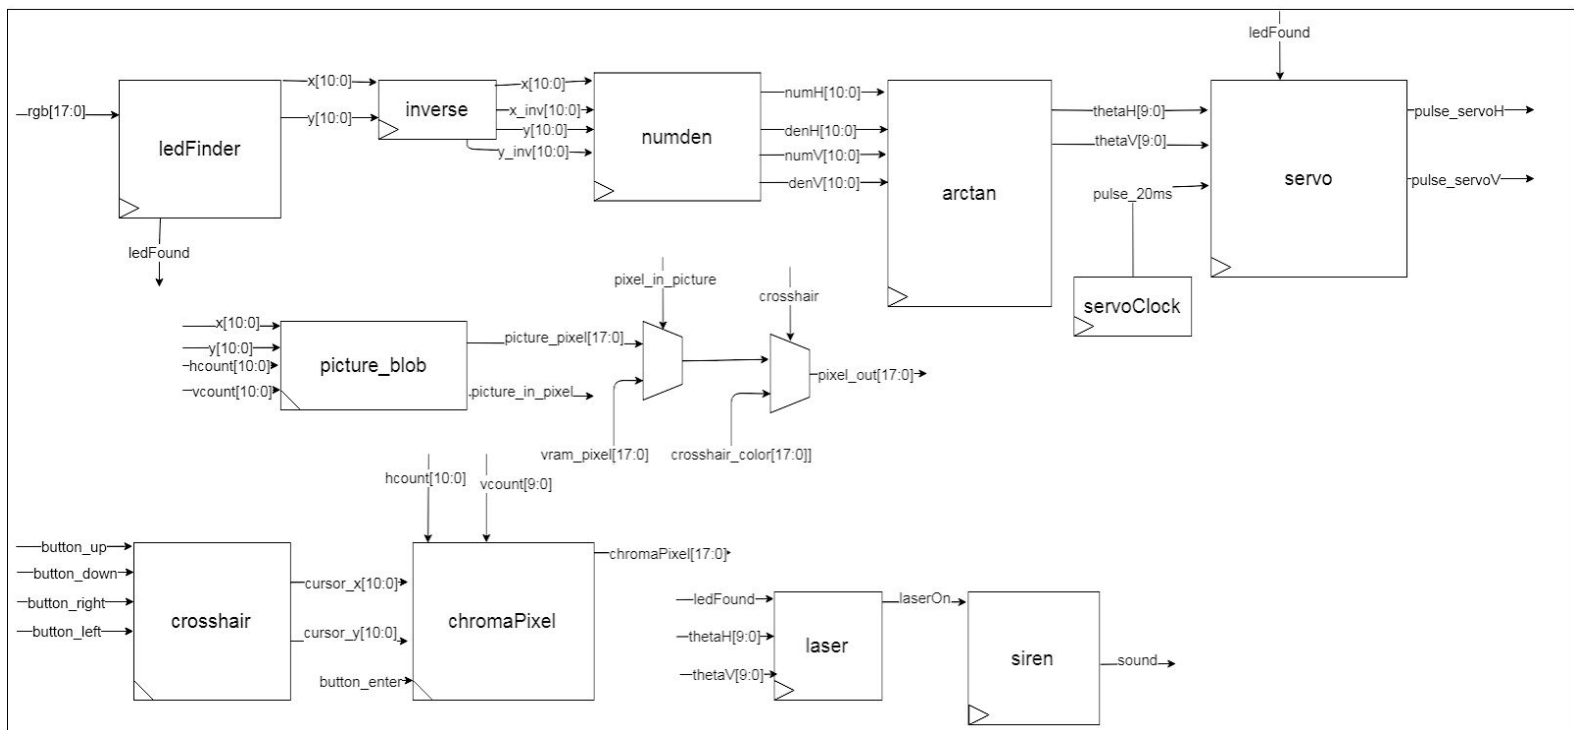 ledFound
rgb[17:0]
ledFinder
x[10:0]
y[10:0]
ledFound
inverse
x[10:0]
x_inv[10:0]
y[10:0]
y_inv[10:0]
numden
numH[10:0]
denH[10:0]
numV[10:0]
denV[10:0]
arctan
thetaH[9:0]
thetaV[9:0]
pulse_20ms
servoClock
servo
pulse_servoH
pulse_servoV
x[10:0]
y[10:0]
hcount[10:0]
vcount[10:0]
picture_blob
picture_pixel[17:0]
picture_in_pixel
pixel_in_picture
vram_pixel[17:0]
crosshair
crosshair_color[17:0]]
pixel_out[17:0]
button_up
button_down
button_right
button_left
crosshair
cursor_x[10:0]
cursor_y[10:0]
button_enter
hcount[10:0]
vcount[9:0]
chromaPixel
chromaPixel[17:0]
ledFound
thetaH[9:0]
thetaV[9:0]
laser
laserOn
siren
sound